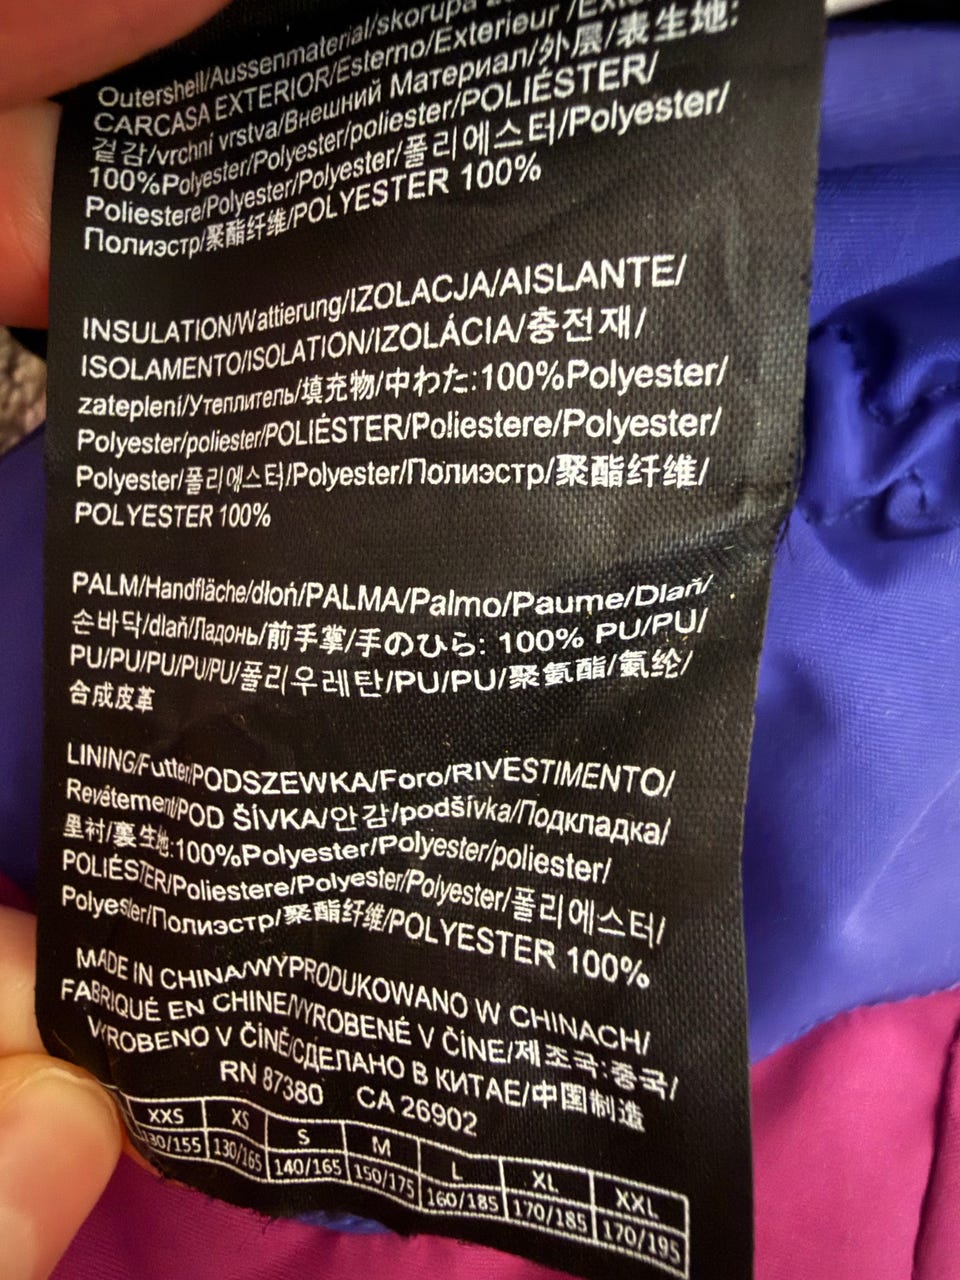 Outershell/Aussenmaterial/skorupa
CARCASA EXTERIOR/Esterno/Exterieur
겉감/vrchní vrstva/Внешний Материал/外层/表生地:
100%Polyester/Polyester/poliester/POLIÉSTER/
Poliestere/Polyester/Polyester/폴리에스터/Polyester/
Полиэстр/聚酯纤维/POLYESTER 100%
INSULATION/Wattierung/IZOLACJA/AISLANTE/
ISOLAMENTO/ISOLATION/IZOLÁCIA/충전재/
zateplení/Утеплитель/填充物/中わた:100%Polyester/
Polyester/poliester/POLIÉSTER/Poliestere/Polyester/
Polyester/폴리에스터/Polyester/Полиэстр/聚酯纤维/
POLYESTER 100%
PALM/Handfläche/dłoń/PALMA/Palmo/Paume/Dlaň/
손바닥/dlaň/Ладонь/前手掌/手のひら: 100% PU/PU/
PU/PU/PU/PU/PU/폴리우레탄/PU/PU/聚氨酯/氨纶/
合成皮革
LINING/Futter/PODSZEWKA/Foro/RIVESTIMENTO/
Revêtement/POD ŠÍVKA/안감/podšívka/Подкладка/
里衬/裏生地:100%Polyester/Polyester/poliester/
POLIÉSTER/Poliestere/Polyester/Polyester/폴리에스터/
Polyester/Полиэстр/聚酯纤维/POLYESTER 100%
MADE IN CHINA/WYPRODUKOWANO W CHINACH/
FABRIQUÉ EN CHINE/VYROBENÉ V ČÍNE/제조국:중국/
VYROBENO V ČÍNĚ/СДЕЛАНО В КИТАЕ/中国制造
RN 87380 CA 26902
XXS XS S M L XL XXL
130/155 130/165 140/165 150/175 160/185 170/185 170/195